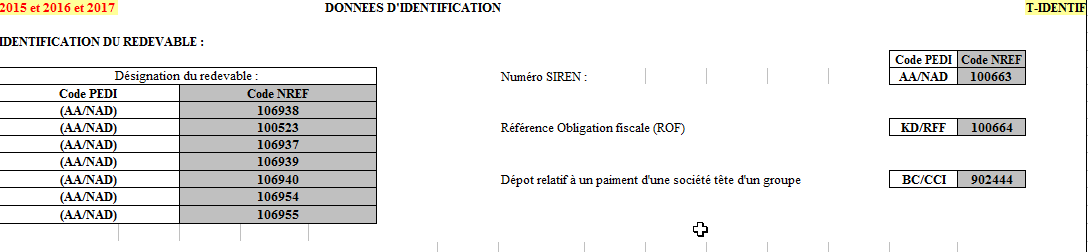 2015 et 2016 et 2017 DONNEES D'IDENTIFICATION T-IDENTIF
IDENTIFICATION DU REDEVABLE :
Code PEDI Code NREF
Désignation du redevable : Numéro SIREN : AA/NAD 100663
Code PEDI Code NREF
(AA/NAD) 106938
(AA/NAD) 100523 Référence Obligation fiscale (ROF) KD/RFF 100664
(AA/NAD) 106937
(AA/NAD) 106939
(AA/NAD) 106940 Dépot relatif à un paiment d'une société tête d'un groupe BC/CCI 902444
(AA/NAD) 106954
(AA/NAD) 106955